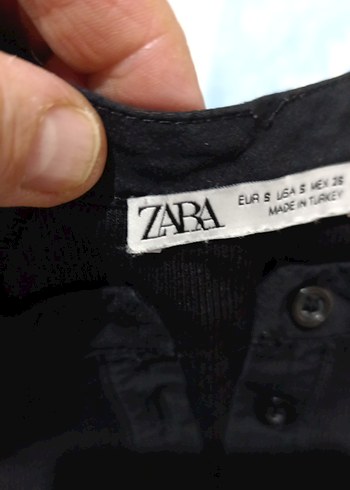 ZARA
EUR S USA S MEX 26
MADE IN TURKEY